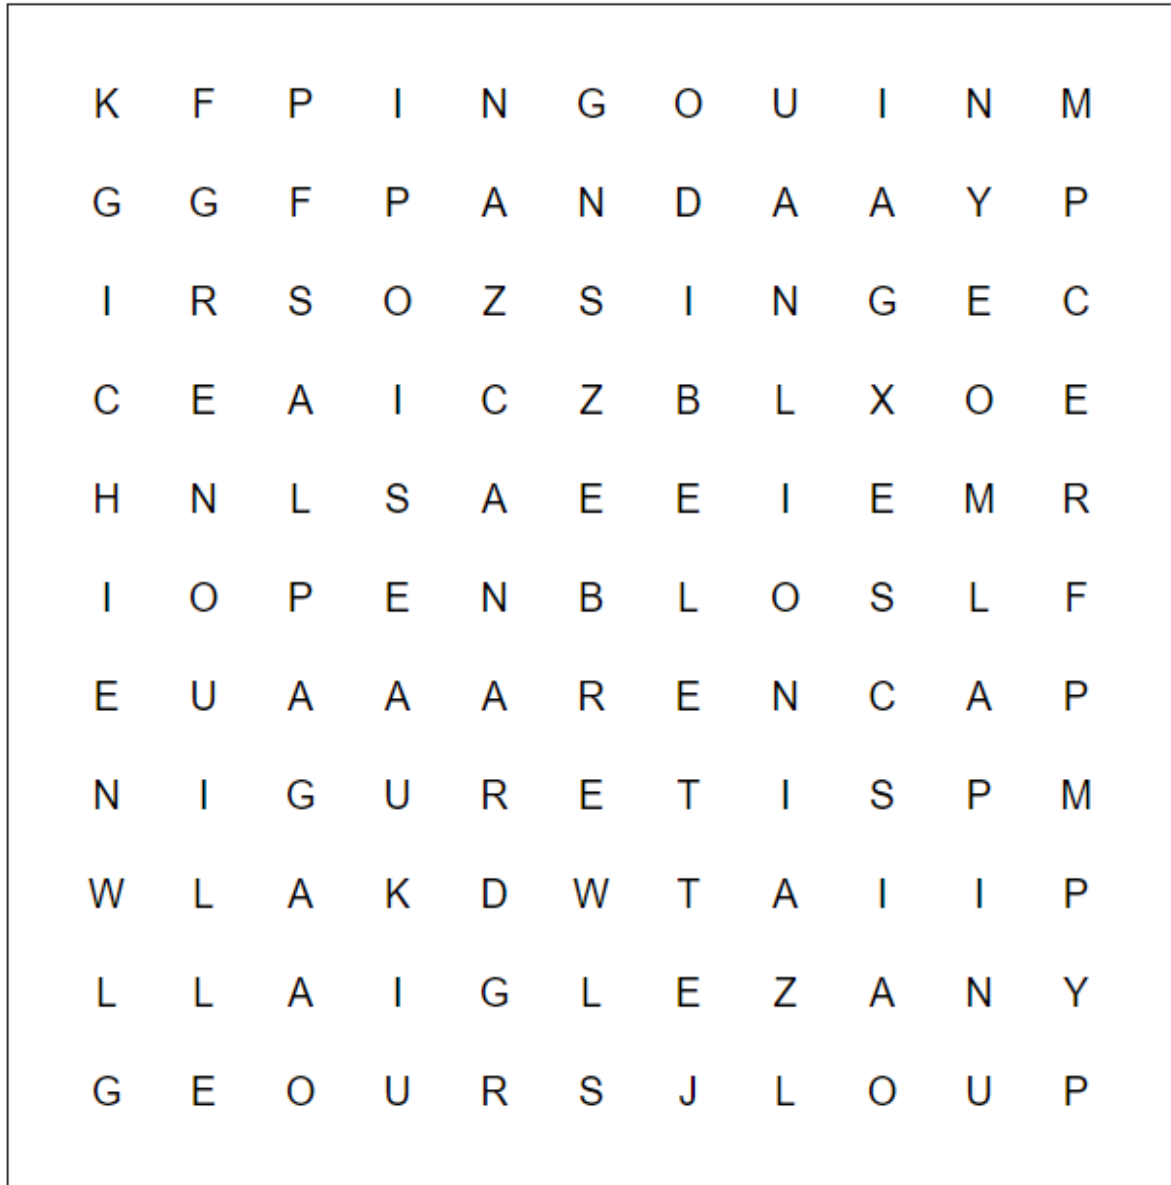 K F P I N G O U I N M
G G F P A N D A A Y P
I R S O Z S I N G E C
C E A I C Z B L X O E
H N L S A E E I E M R
I O P E N B L O S L F
E U A A A R E N C A P
N I G U R E T I S P M
W L A K D W T A I I P
L L A I G L E Z A N Y
G E O U R S J L O U P